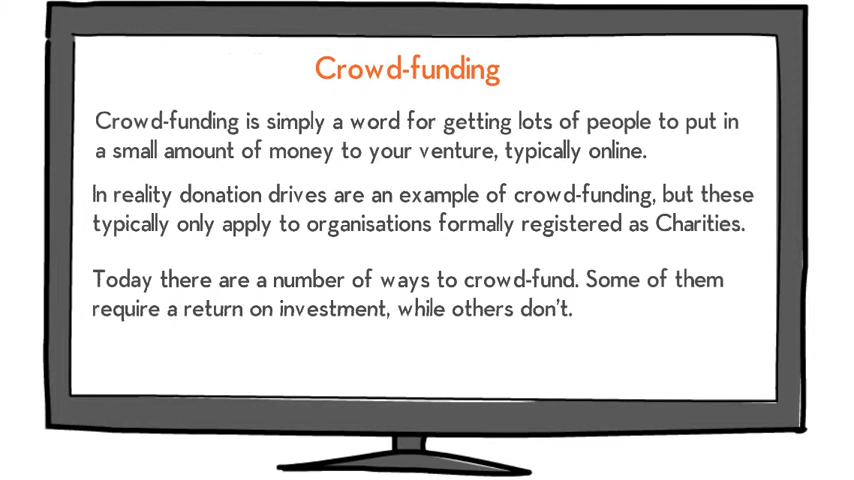 Crowd-funding
Crowd-funding is simply a word for getting lots of people to put in
a small amount of money to your venture, typically online.
In reality donation drives are an example of crowd-funding, but these
typically only apply to organisations formally registered as Charities.
Today there are a number of ways to crowd-fund. Some of them
require a return on investment, while others don't.